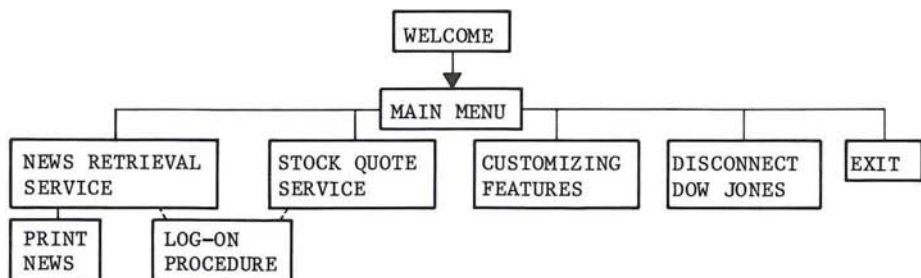 WELCOME
MAIN MENU
NEWS RETRIEVAL
SERVICE
STOCK QUOTE
SERVICE
CUSTOMIZING
FEATURES
DISCONNECT
DOW JONES
EXIT
PRINT
NEWS
LOG-ON
PROCEDURE